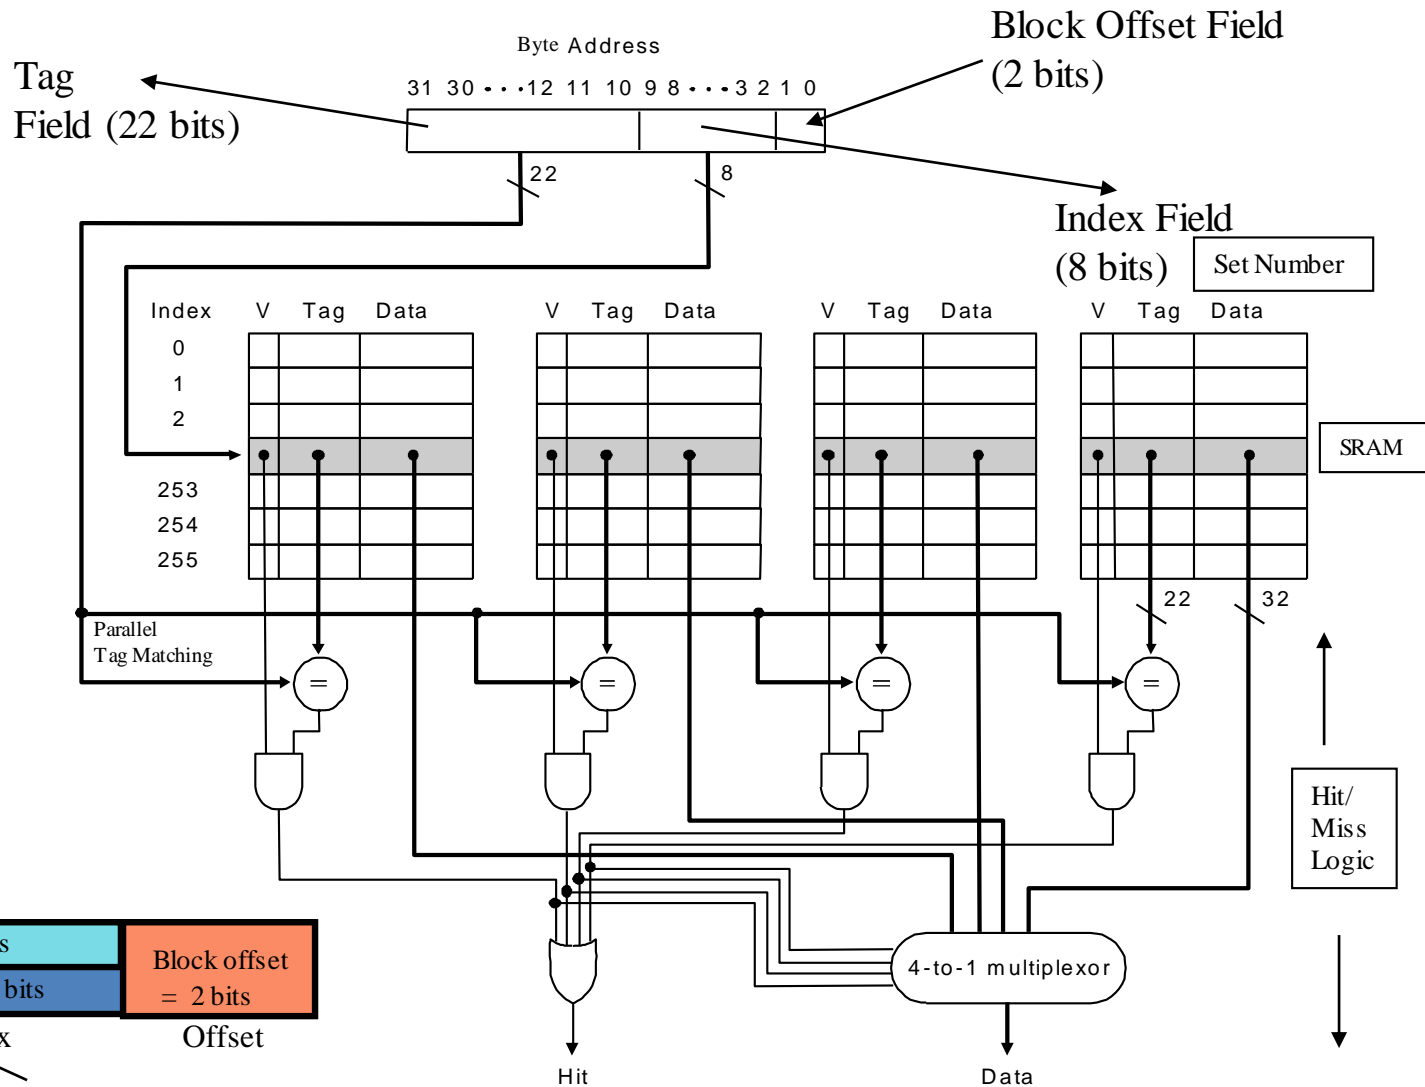 Block Offset Field
(2 bits)
Byte Address
Tag
Field (22 bits)
31 30 ··· 12 11 10 9 8 ··· 3 2 1 0
22
8
Index Field
(8 bits)
Set Number
Index V Tag Data V Tag Data V Tag Data V Tag Data
0
1
2
SRAM
253
254
255
22
32
Parallel
Tag Matching
= = = =
Hit/
Miss
Logic
s
bits
Block offset
= 2 bits
4-to-1 multiplexor
x
Offset
Hit
Data